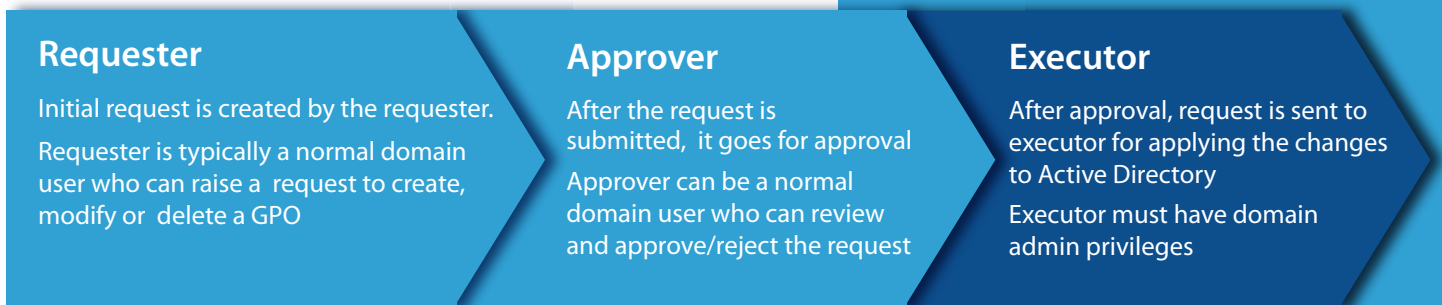 Requester
Initial request is created by the requester.
Requester is typically a normal domain
user who can raise a  request to create,
modify or  delete a GPO
Approver
After the request is
submitted,  it goes for approval
Approver can be a normal
domain user who can review
and approve/reject the request
Executor
After approval, request is sent to
executor for applying the changes
to Active Directory
Executor must have domain
admin privileges